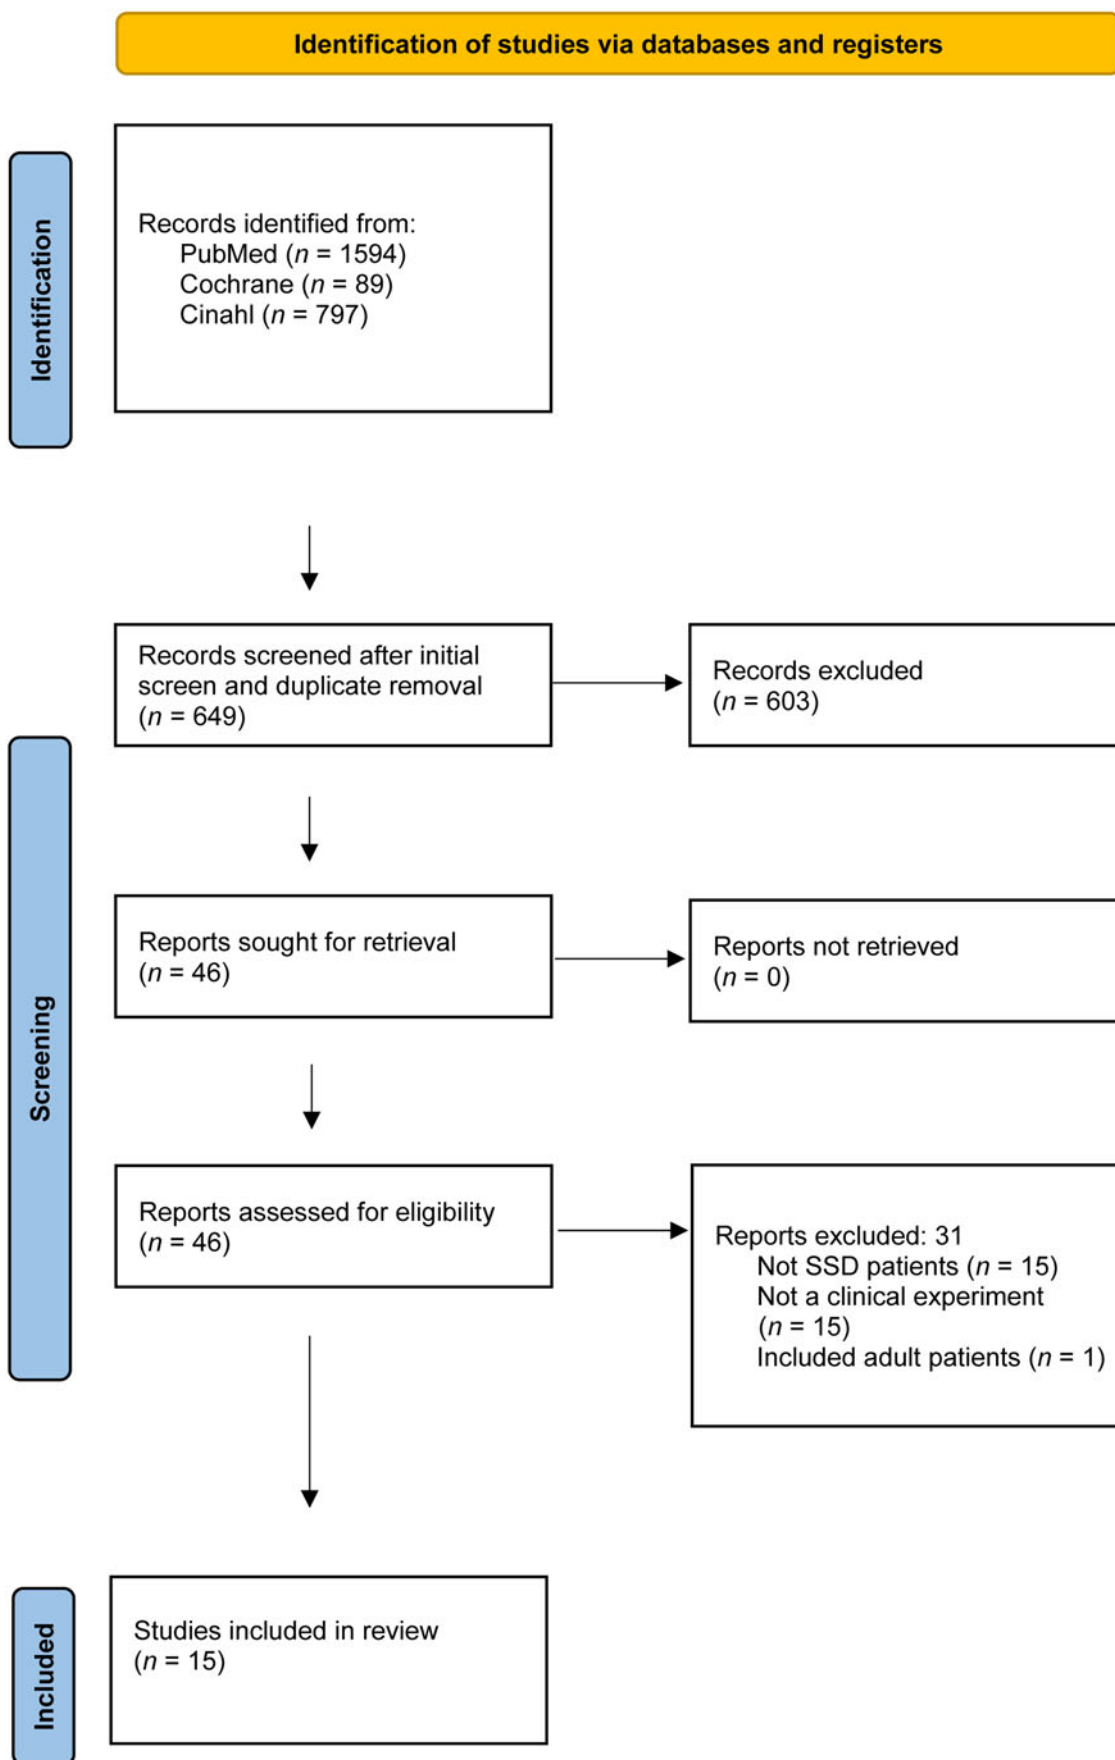 Identification of studies via databases and registers
Identification
Records identified from:
PubMed (n = 1594)
Cochrane (n = 89)
Cinahl (n = 797)
Records screened after initial
screen and duplicate removal
(n = 649)
Records excluded
(n = 603)
Screening
Reports sought for retrieval
(n = 46)
Reports not retrieved
(n = 0)
Reports assessed for eligibility
(n = 46)
Reports excluded: 31
Not SSD patients (n = 15)
Not a clinical experiment
(n = 15)
Included adult patients (n = 1)
Included
Studies included in review
(n = 15)